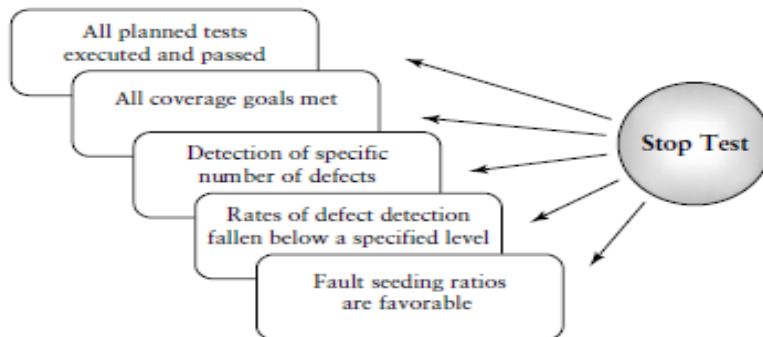 All planned tests
executed and passed
All coverage goals met
Detection of specific
number of defects
Rates of defect detection
fallen below a specified level
Fault seeding ratios
are favorable
Stop Test